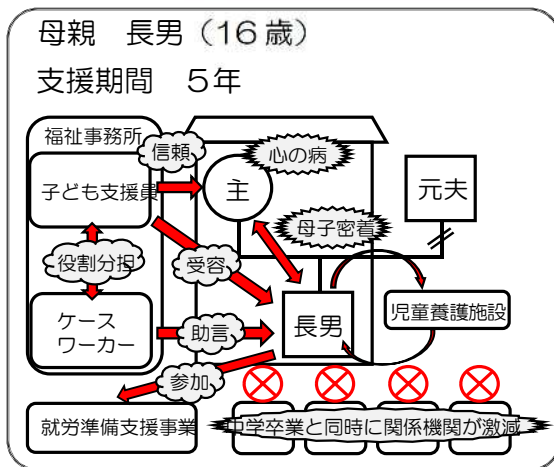 母親　長男（16歳）
支援期間　５年
福祉事務所
信頼
心の病
子ども支援員
主
元夫
母子密着
役割分担
受容
ケース
ワーカー
助言
長男
児童養護施設
参加
就労準備支援事業
中学卒業と同時に関係機関が激減